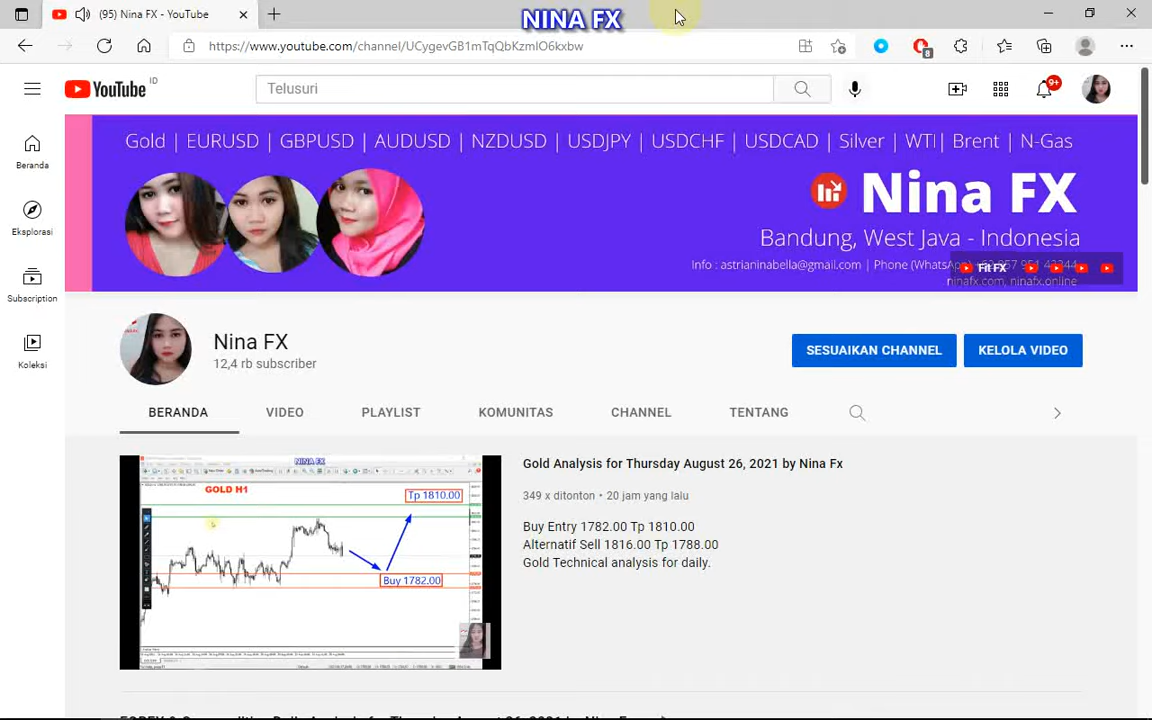 (95) Nina FX - YouTube
NINA FX
https://www.youtube.com/channel/UCygevGB1mTqQbKzmIO6kxbw
8
YouTube ID
Telusuri
9+
Beranda
Eksplorasi
Subscription
Koleksi
Gold | EURUSD | GBPUSD | AUDUSD | NZDUSD | USDJPY | USDCHF | USDCAD | Silver | WTI | Brent | N-Gas
Nina FX
Bandung, West Java - Indonesia
Info : astrianinabella@gmail.com | Phone (WhatsApp)
Fit FX
ninafx.com, ninafx.online
Nina FX
12,4 rb subscriber
SESUAIKAN CHANNEL
KELOLA VIDEO
BERANDA
VIDEO
PLAYLIST
KOMUNITAS
CHANNEL
TENTANG
NINA FX
GOLD H1
Tp 1810.00
Buy 1782.00
Gold Analysis for Thursday August 26, 2021 by Nina Fx
349 x ditonton • 20 jam yang lalu
Buy Entry 1782.00 Tp 1810.00
Alternatif Sell 1816.00 Tp 1788.00
Gold Technical analysis for daily.